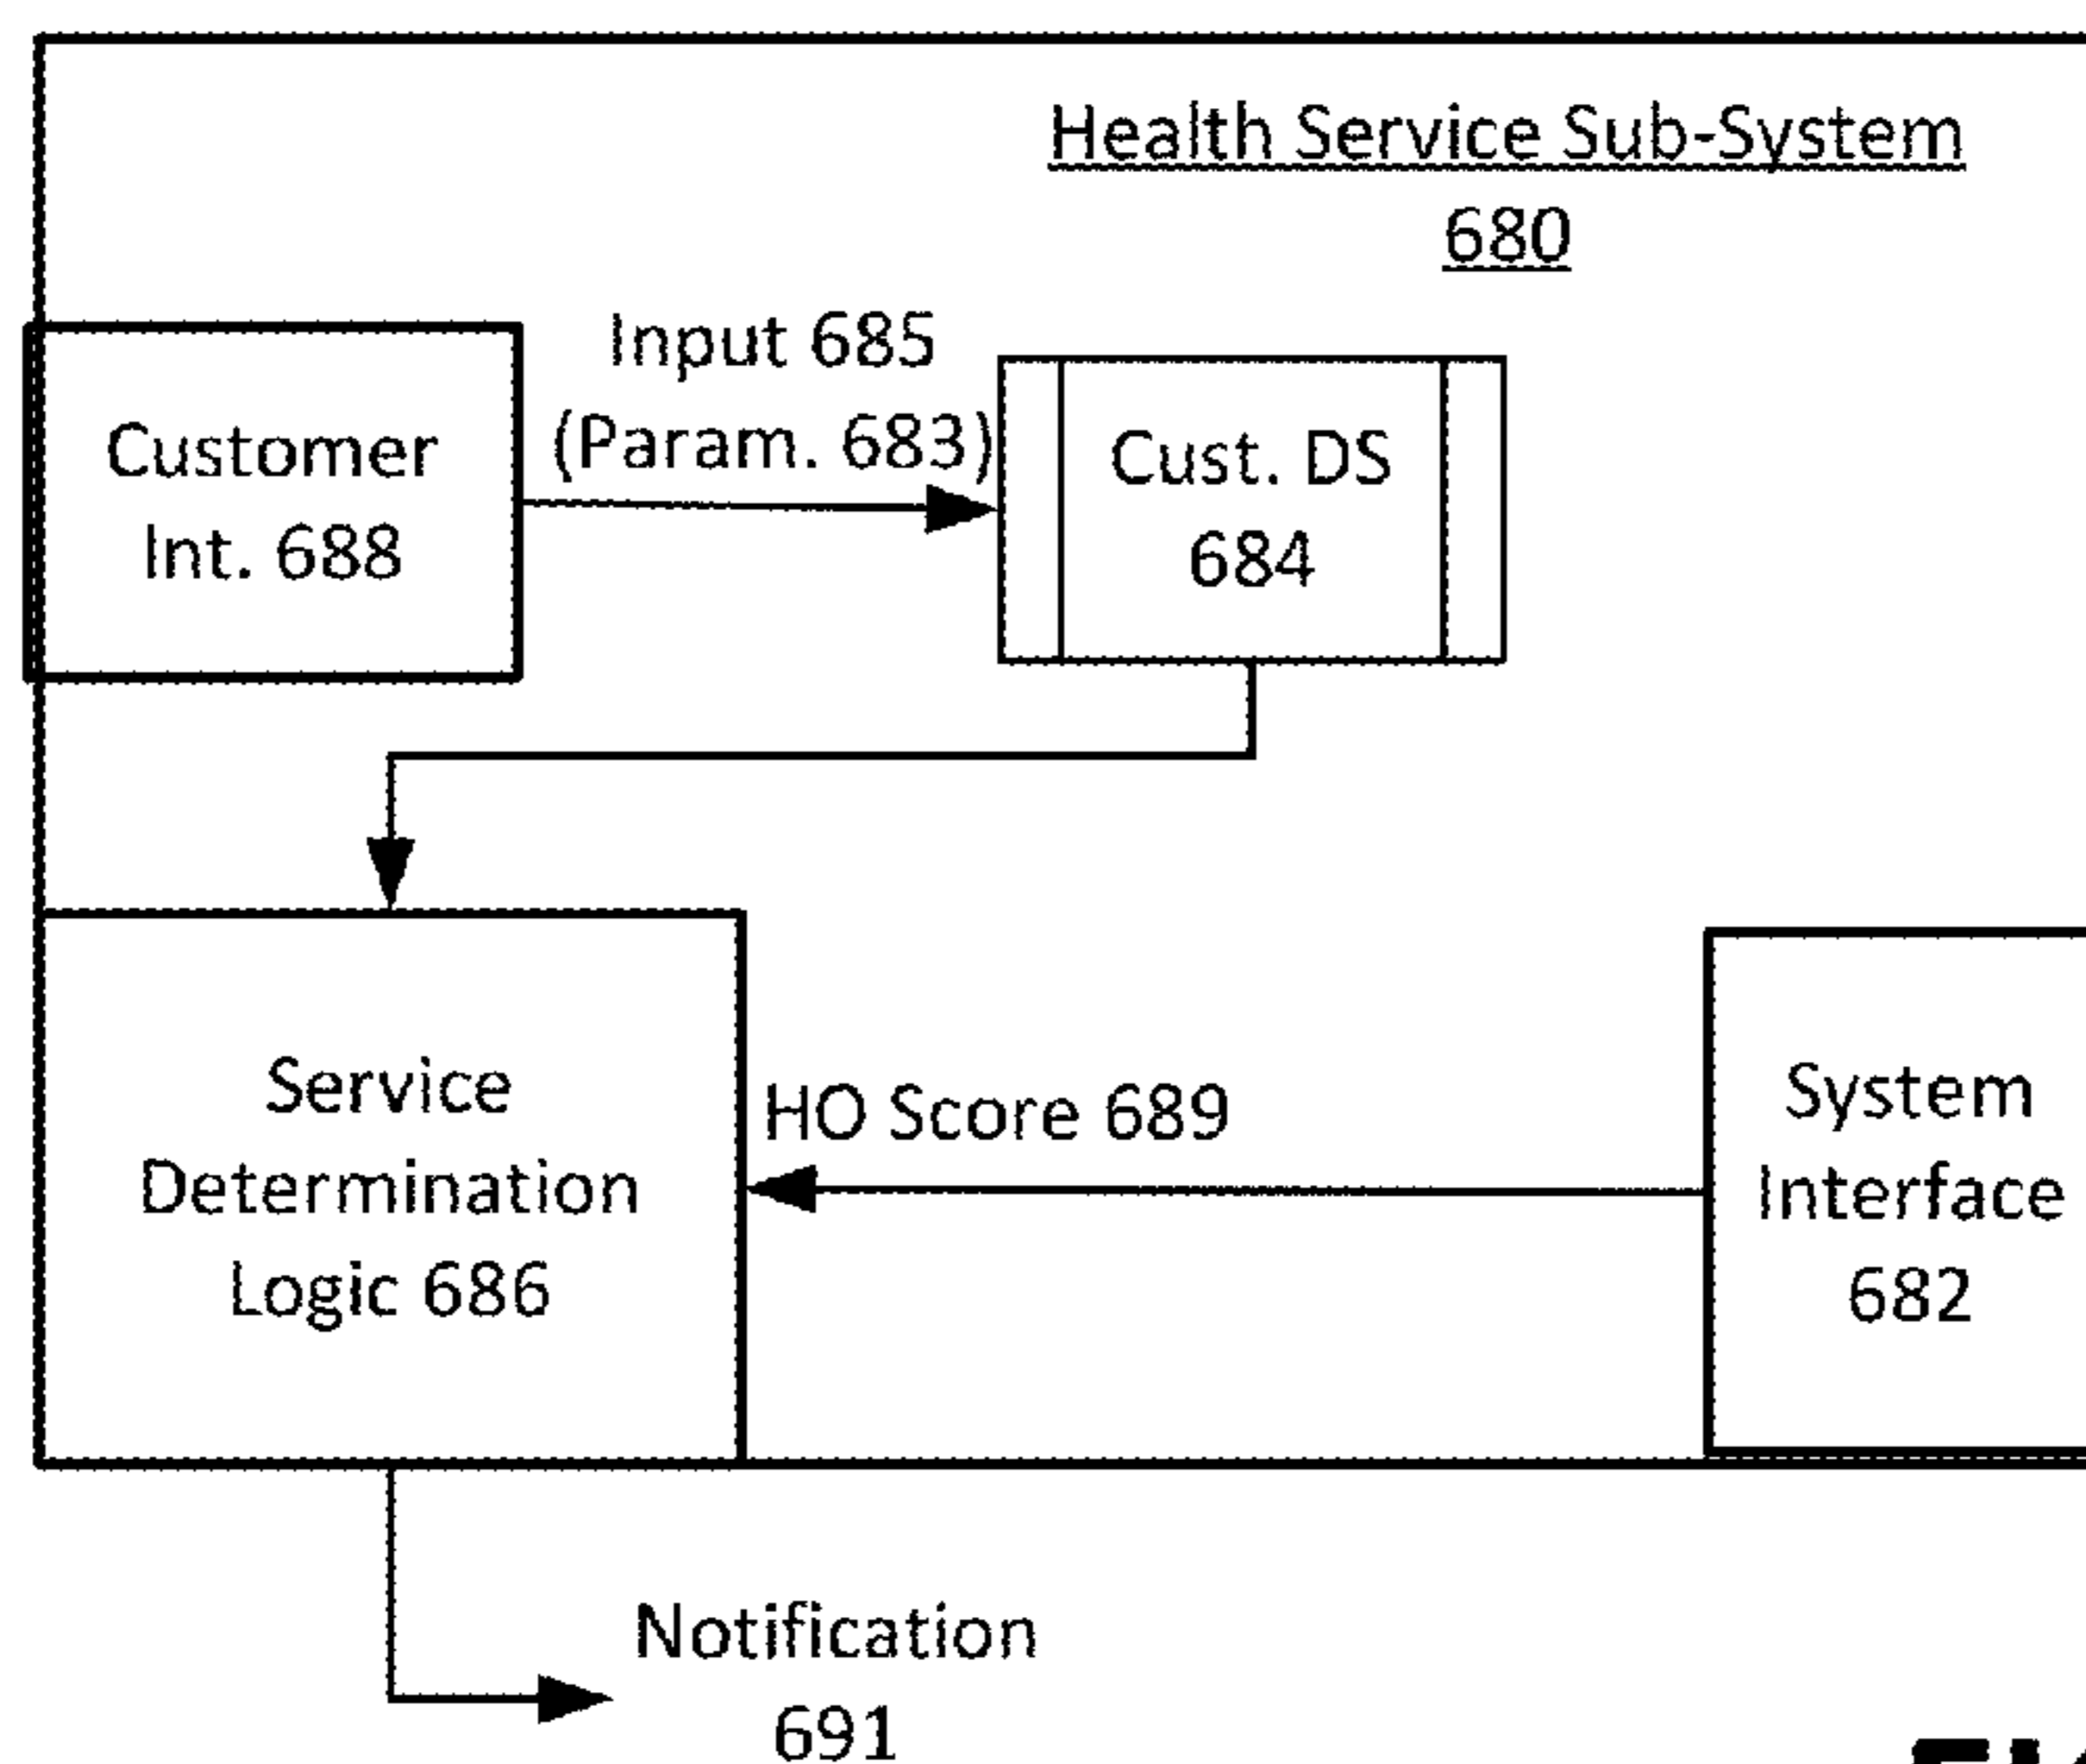 Health Service Sub-System
680
Input 685
(Param. 683)
Customer
Int. 688
Cust. DS
684
Service
Determination
Logic 686
HO Score 689
System
Interface
682
Notification
691